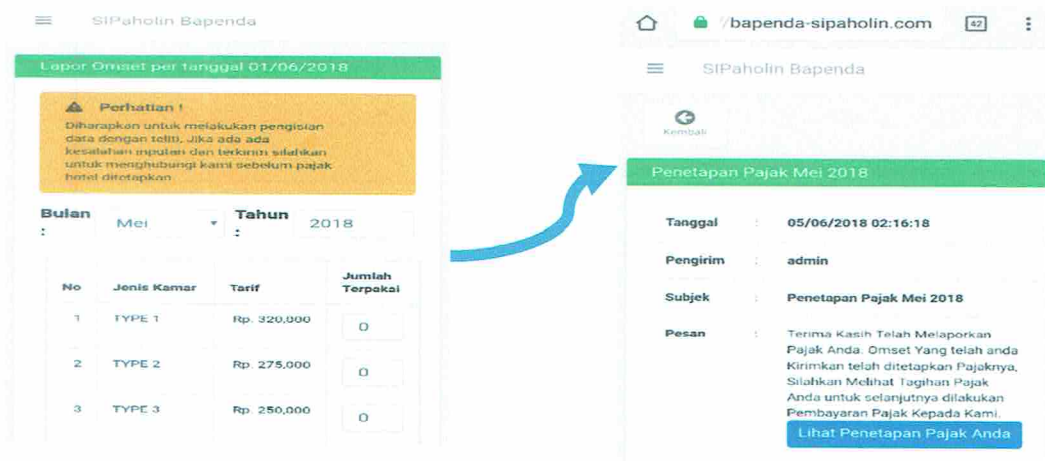 SIPaholin Bapenda
Lapor Omset per tanggal 01/06/2018
Perhatian !
Diharapkan untuk melakukan pengisian
data dengan teliti, Jika ada ada
kesalahan inputan dan terkirim silahkan
untuk menghubungi kami sebelum pajak
hotel ditetapkan
Bulan : Mei Tahun : 2018
No Jenis Kamar Tarif Jumlah Terpakai
1 TYPE 1 Rp. 320,000 0
2 TYPE 2 Rp. 275,000 0
3 TYPE 3 Rp. 250,000 0
/bapenda-sipaholin.com 42
SIPaholin Bapenda
Kembali
Penetapan Pajak Mei 2018
Tanggal : 05/06/2018 02:16:18
Pengirim : admin
Subjek : Penetapan Pajak Mei 2018
Pesan : Terima Kasih Telah Melaporkan
Pajak Anda. Omset Yang telah anda
Kirimkan telah ditetapkan Pajaknya,
Silahkan Melihat Tagihan Pajak
Anda untuk selanjutnya dilakukan
Pembayaran Pajak Kepada Kami.
Lihat Penetapan Pajak Anda